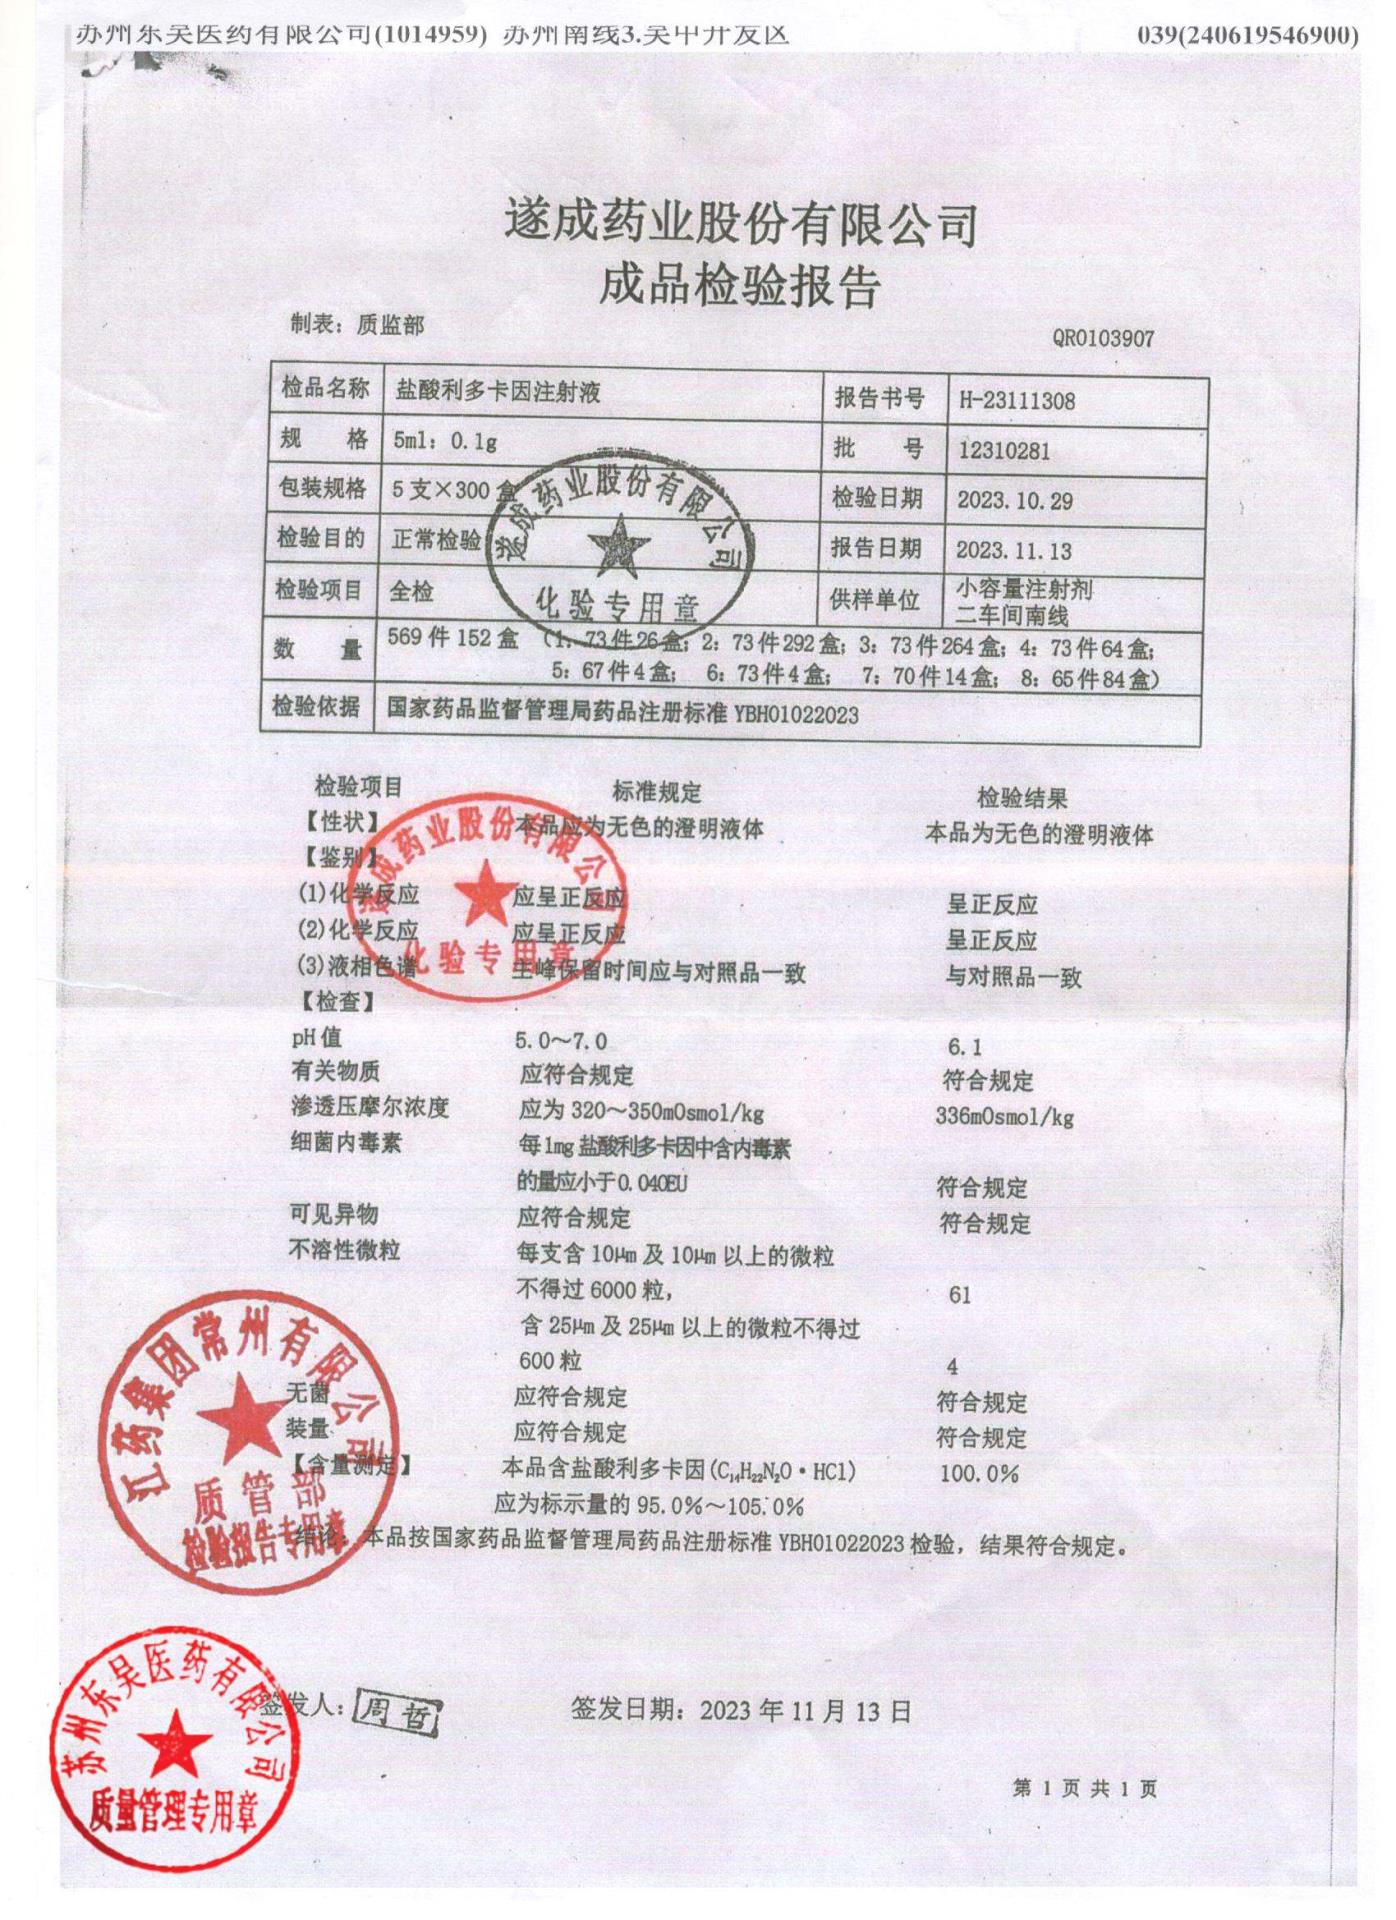 苏州东吴医药有限公司(1014959) 苏州南线3.吴中开发区 039(240619546900)
遂成药业股份有限公司
成品检验报告
制表：质监部
QR0103907
检品名称 盐酸利多卡因注射液 报告书号 H-23111308
规 格 5ml：0.1g 批 号 12310281
包装规格 5支×300盒 检验日期 2023.10.29
检验目的 正常检验 报告日期 2023.11.13
检验项目 全检 供样单位 小容量注射剂
二车间南线
数 量 569件152盒 （1：73件26盒；2：73件292盒；3：73件264盒；4：73件64盒；
5：67件4盒； 6：73件4盒； 7：70件14盒； 8：65件84盒）
检验依据 国家药品监督管理局药品注册标准YBH01022023
遂成药业股份有限公司
化验专用章
检验项目 标准规定 检验结果
【性状】 本品应为无色的澄明液体 本品为无色的澄明液体
【鉴别】
(1)化学反应 应呈正反应 呈正反应
(2)化学反应 应呈正反应 呈正反应
(3)液相色谱 主峰保留时间应与对照品一致 与对照品一致
遂成药业股份有限公司
化验专用章
【检查】
pH值 5.0～7.0 6.1
有关物质 应符合规定 符合规定
渗透压摩尔浓度 应为320～350mOsmol/kg 336mOsmol/kg
细菌内毒素 每1mg盐酸利多卡因中含内毒素
的量应小于0.040EU 符合规定
可见异物 应符合规定 符合规定
不溶性微粒 每支含10μm及10μm以上的微粒
不得过6000粒， 61
含25μm及25μm以上的微粒不得过
600粒 4
无菌 应符合规定 符合规定
装量 应符合规定 符合规定
【含量测定】 本品含盐酸利多卡因(C₁₄H₂₂N₂O·HCl) 100.0%
应为标示量的95.0%～105.0%
结论：本品按国家药品监督管理局药品注册标准YBH01022023检验，结果符合规定。
江药集团常州有限公司
质管部
检验报告专用章
签发人：周哲 签发日期：2023年11月13日
苏州东吴医药有限公司
质量管理专用章
第 1 页 共 1 页